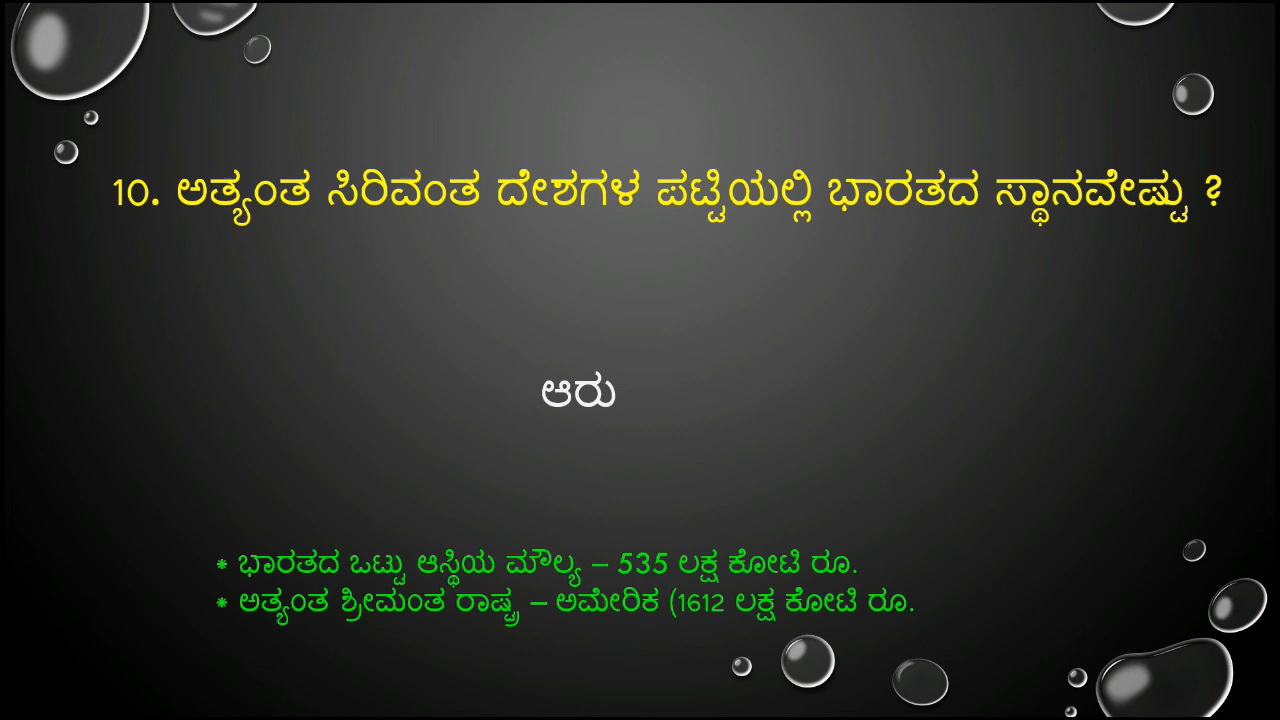 10. ಅತ್ಯಂತ ಸಿರಿವಂತ ದೇಶಗಳ ಪಟ್ಟಿಯಲ್ಲಿ ಭಾರತದ ಸ್ಥಾನವೇಷ್ಟು ?
ಆರು
* ಭಾರತದ ಒಟ್ಟು ಆಸ್ಥಿಯ ಮೌಲ್ಯ – 535 ಲಕ್ಷ ಕೋಟಿ ರೂ.
* ಅತ್ಯಂತ ಶ್ರೀಮಂತ ರಾಷ್ಟ್ರ – ಅಮೇರಿಕ (1612 ಲಕ್ಷ ಕೋಟಿ ರೂ.